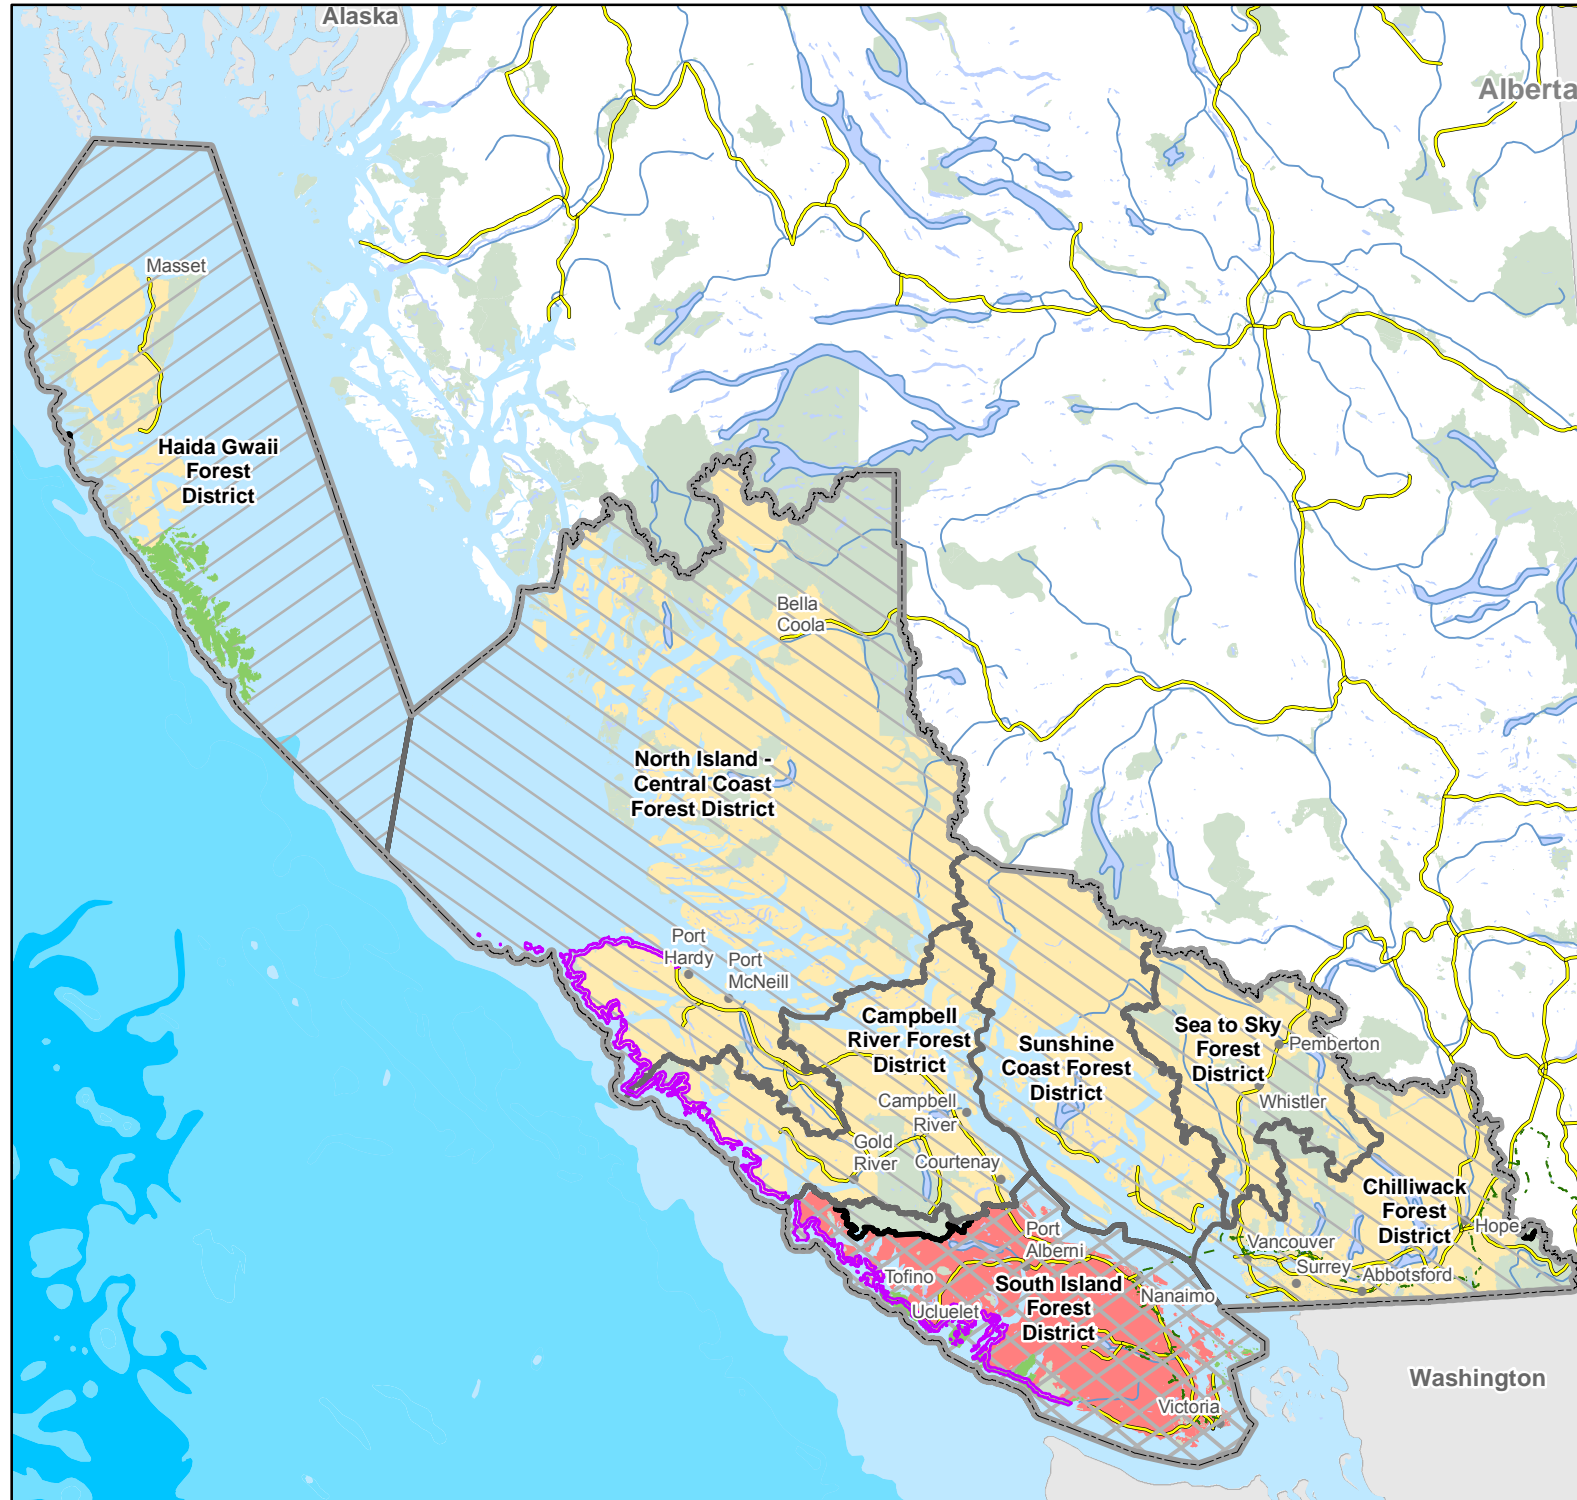 Alaska
Alberta
Masset
Haida Gwaii
Forest
District
Bella
Coola
North Island -
Central Coast
Forest District
Port
Hardy
Port
McNeill
Campbell
River Forest
District
Sunshine
Coast Forest
District
Sea to Sky
Forest
District
Pemberton
Whistler
Campbell
River
Gold
River
Courtenay
Chilliwack
Forest
District
Hope
Vancouver
Surrey
Abbotsford
Port
Alberni
Tofino
Ucluelet
South Island
Forest
District
Nanaimo
Victoria
Washington